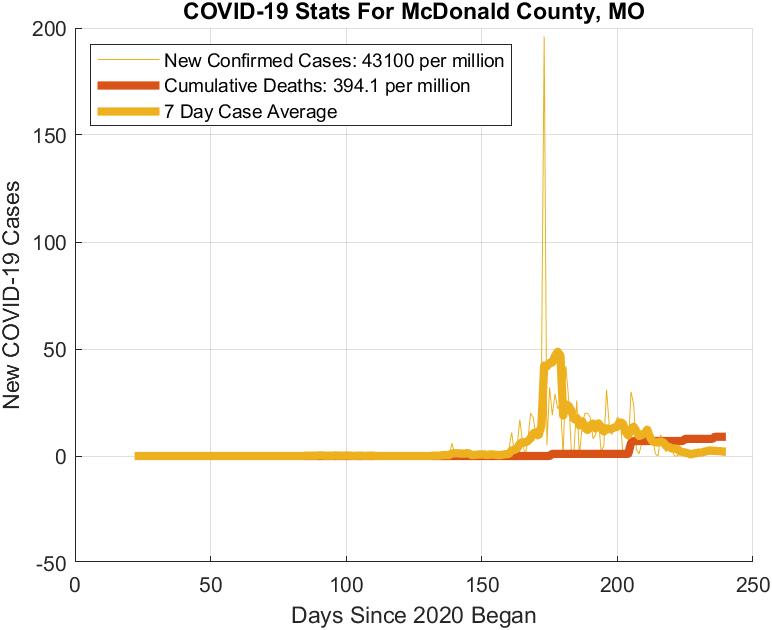 COVID-19 Stats For McDonald County, MO
New Confirmed Cases: 43100 per million
Cumulative Deaths: 394.1 per million
7 Day Case Average
200
150
100
50
0
-50
New COVID-19 Cases
0 50 100 150 200 250
Days Since 2020 Began